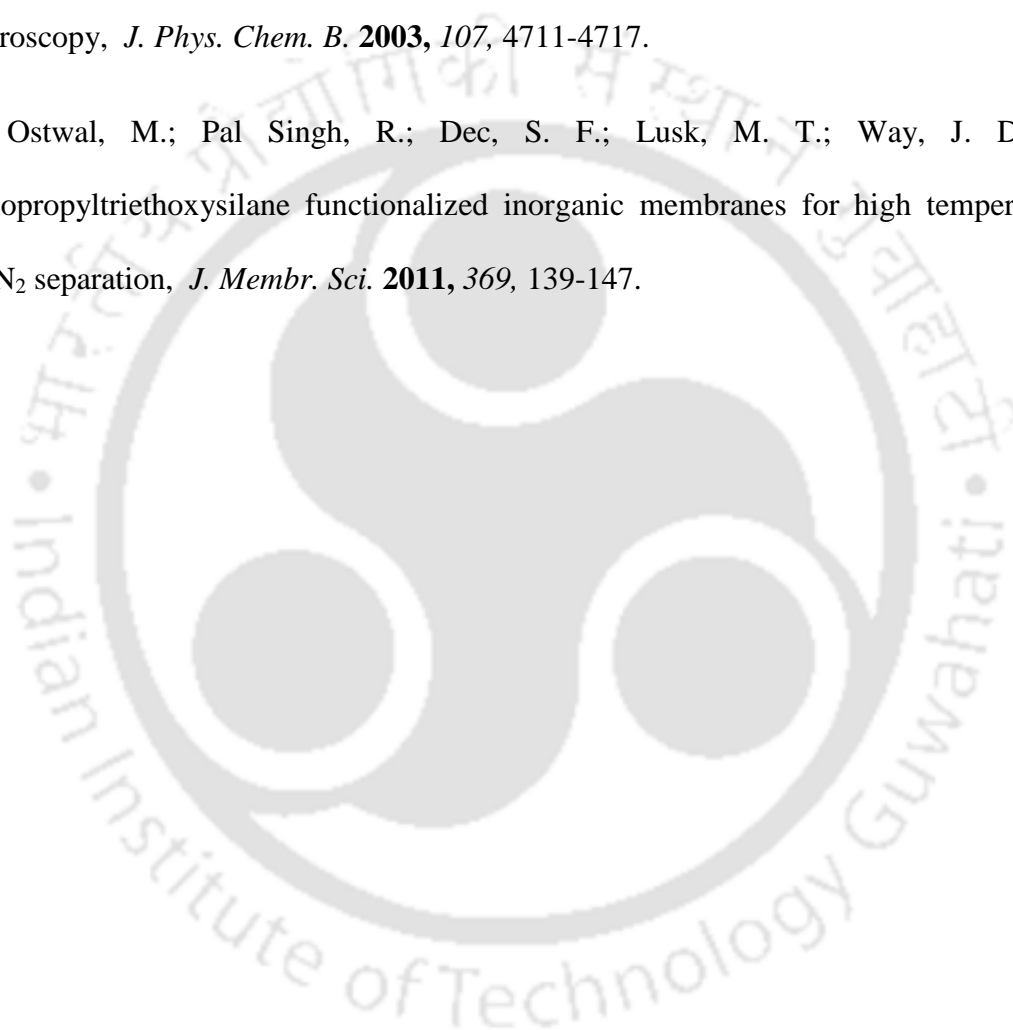 roscopy, J. Phys. Chem. B. 2003, 107, 4711-4717.
Ostwal, M.; Pal Singh, R.; Dec, S. F.; Lusk, M. T.; Way, J. D
opropyltriethoxysilane functionalized inorganic membranes for high temper
N₂ separation, J. Membr. Sci. 2011, 369, 139-147.
Indian Institute of Technology Guwahati